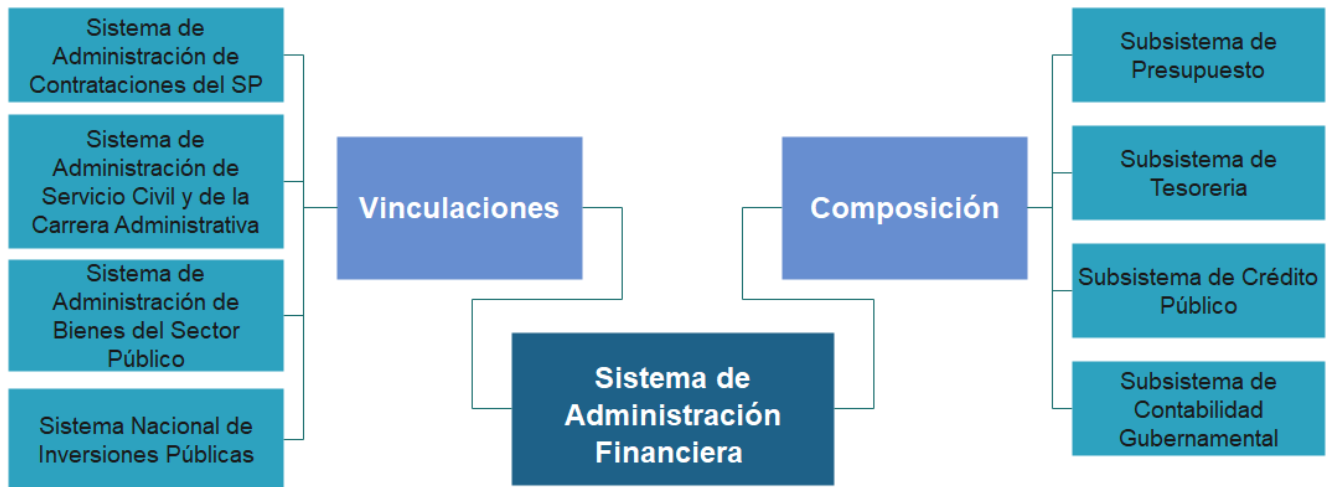 Sistema de
Administración de
Contrataciones del SP
Sistema de
Administración de
Servicio Civil y de la
Carrera Administrativa
Sistema de
Administración de
Bienes del Sector
Público
Sistema Nacional de
Inversiones Públicas
Vinculaciones
Sistema de
Administración
Financiera
Composición
Subsistema de
Presupuesto
Subsistema de
Tesoreria
Subsistema de Crédito
Público
Subsistema de
Contabilidad
Gubernamental